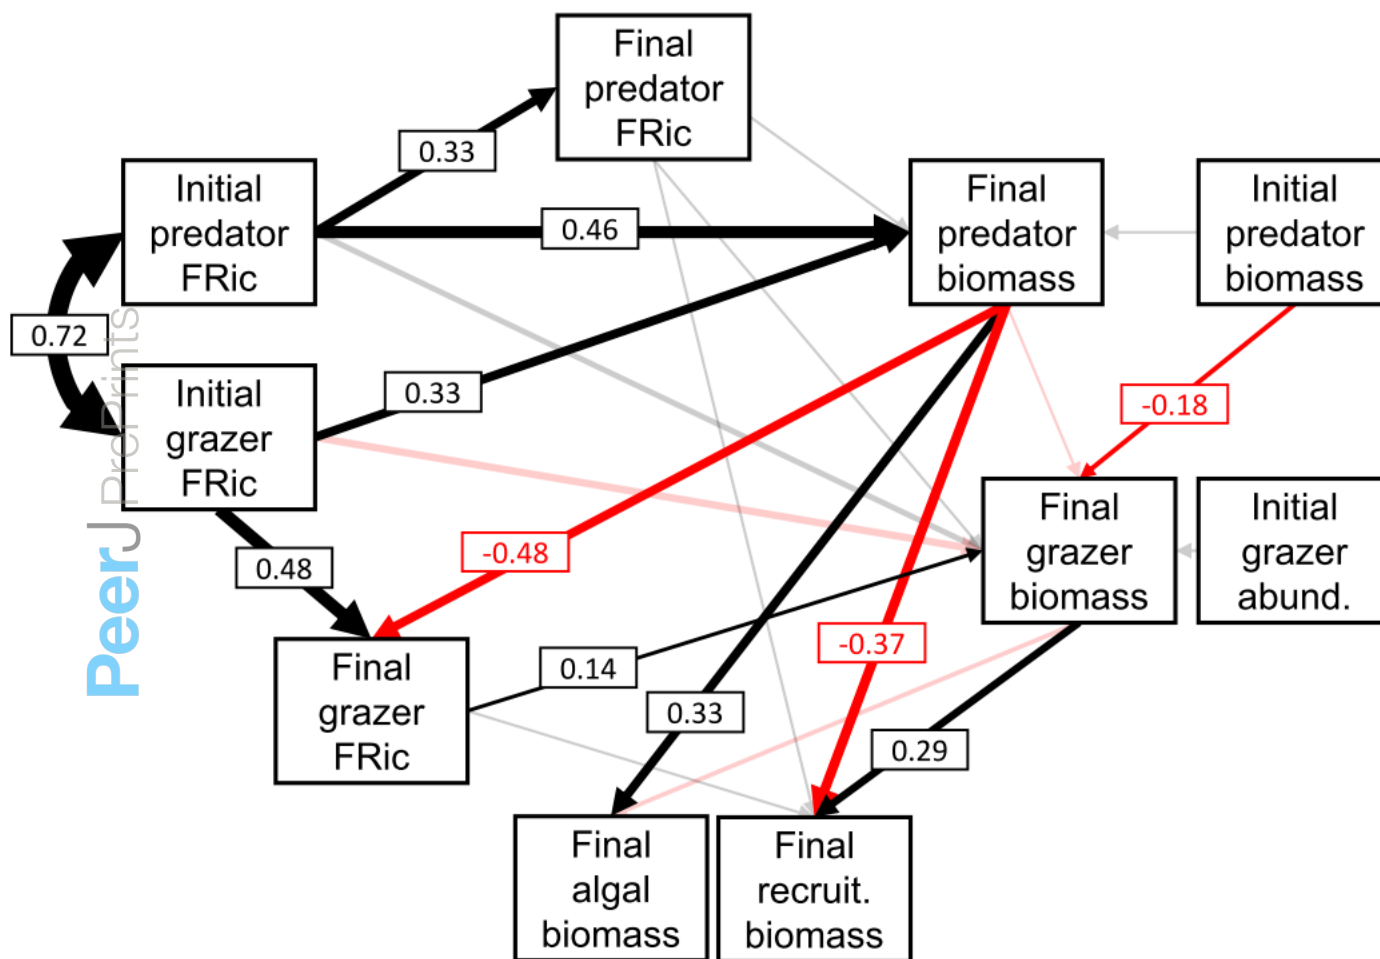 Final
predator
FRic
0.33
Initial
predator
FRic
0.46
Final
predator
biomass
Initial
predator
biomass
0.72
Initial
grazer
FRic
0.33
-0.18
0.48
-0.48
Final
grazer
biomass
Initial
grazer
abund.
Final
grazer
FRic
0.14
0.33
-0.37
0.29
Final
algal
biomass
Final
recruit.
biomass
PeerJ PrePrints